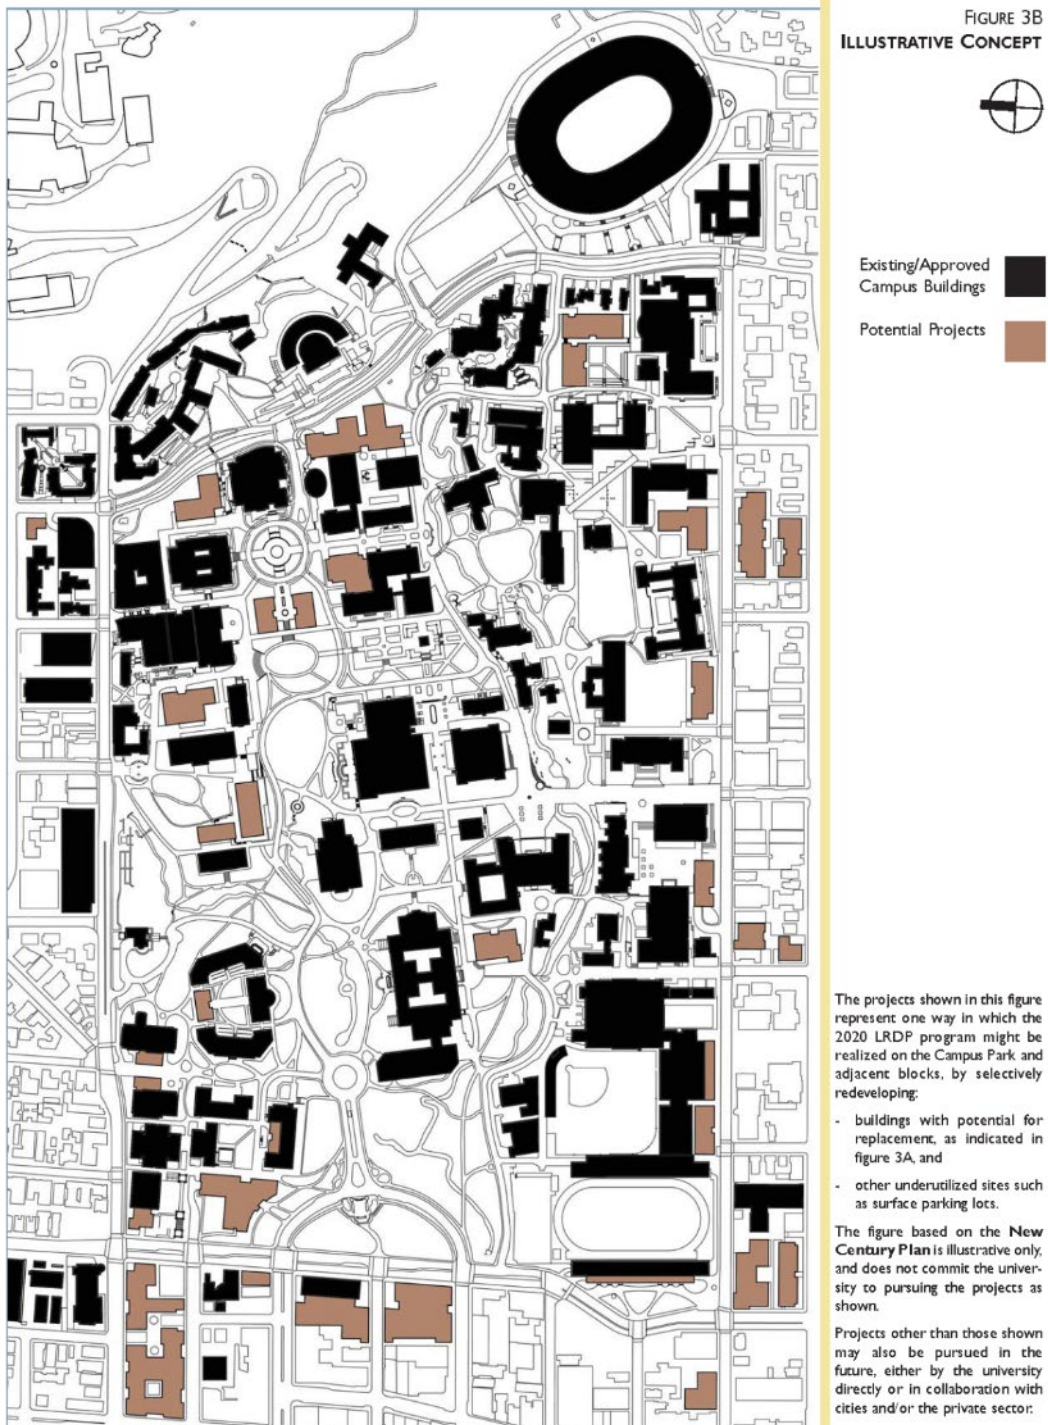 FIGURE 3B
ILLUSTRATIVE CONCEPT
Existing/Approved
Campus Buildings
Potential Projects
The projects shown in this figure
represent one way in which the
2020 LRDP program might be
realized on the Campus Park and
adjacent blocks, by selectively
redeveloping:
- buildings with potential for
replacement, as indicated in
figure 3A, and
- other underutilized sites such
as surface parking lots.
The figure based on the New
Century Plan is illustrative only,
and does not commit the univer-
sity to pursuing the projects as
shown.
Projects other than those shown
may also be pursued in the
future, either by the university
directly or in collaboration with
cities and/or the private sector.